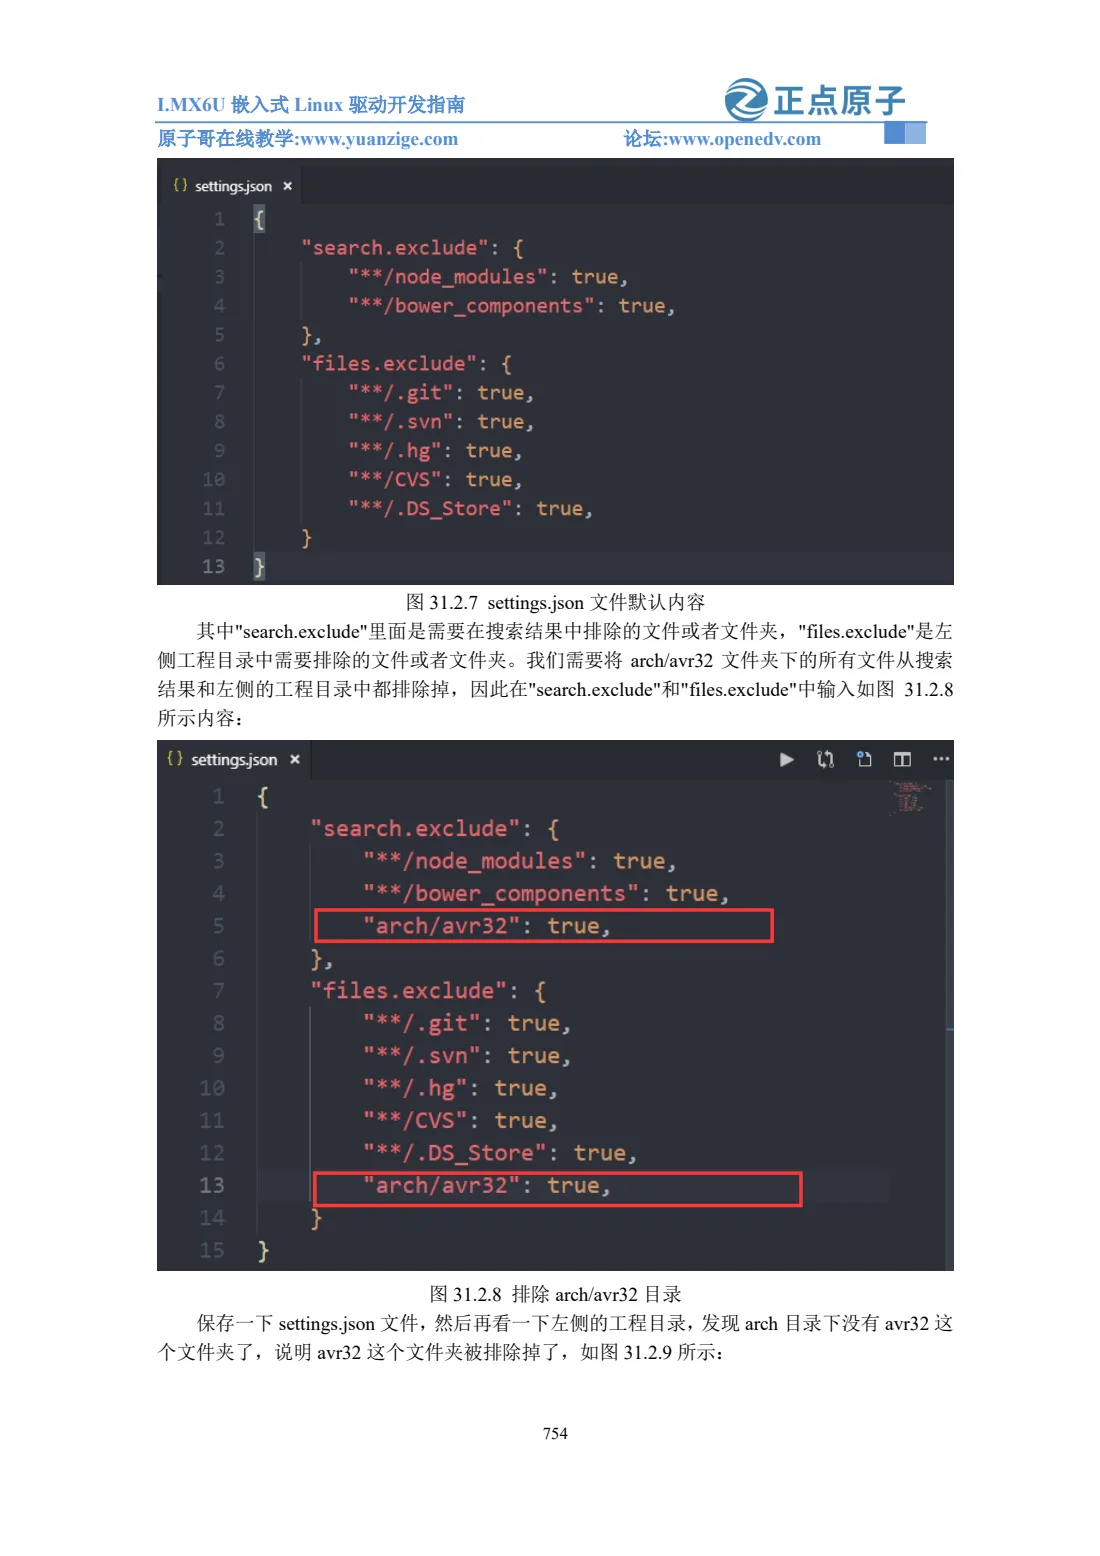 I.MX6U 嵌入式 Linux 驱动开发指南
正点原子
原子哥在线教学:www.yuanzige.com 论坛:www.openedv.com
{} settings.json ×
1 {
2 "search.exclude": {
3 "**/node_modules": true,
4 "**/bower_components": true,
5 },
6 "files.exclude": {
7 "**/.git": true,
8 "**/.svn": true,
9 "**/.hg": true,
10 "**/CVS": true,
11 "**/.DS_Store": true,
12 }
13 }
图 31.2.7 settings.json 文件默认内容
其中"search.exclude"里面是需要在搜索结果中排除的文件或者文件夹，"files.exclude"是左
侧工程目录中需要排除的文件或者文件夹。我们需要将 arch/avr32 文件夹下的所有文件从搜索
结果和左侧的工程目录中都排除掉，因此在"search.exclude"和"files.exclude"中输入如图 31.2.8
所示内容：
{} settings.json ×
1 {
2 "search.exclude": {
3 "**/node_modules": true,
4 "**/bower_components": true,
5 "arch/avr32": true,
6 },
7 "files.exclude": {
8 "**/.git": true,
9 "**/.svn": true,
10 "**/.hg": true,
11 "**/CVS": true,
12 "**/.DS_Store": true,
13 "arch/avr32": true,
14 }
15 }
图 31.2.8 排除 arch/avr32 目录
保存一下 settings.json 文件，然后再看一下左侧的工程目录，发现 arch 目录下没有 avr32 这
个文件夹了，说明 avr32 这个文件夹被排除掉了，如图 31.2.9 所示：
754